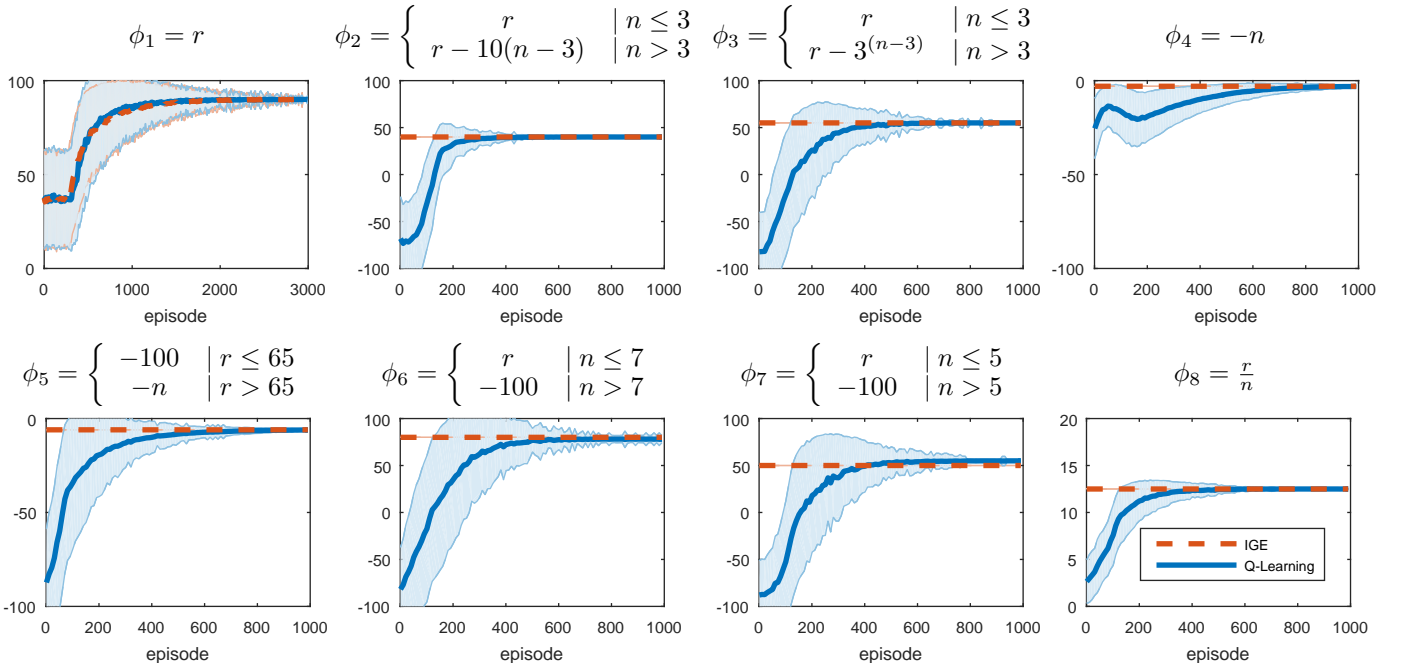 ϕ₁ = r
ϕ₂ = { r | n ≤ 3
r − 10(n − 3) | n > 3
ϕ₃ = { r | n ≤ 3
r − 3⁽ⁿ⁻³⁾ | n > 3
ϕ₄ = −n
100
50
0
0 1000 2000 3000
episode
100
50
0
-50
-100
0 200 400 600 800 1000
episode
100
50
0
-50
-100
0 200 400 600 800 1000
episode
0
-50
-100
0 200 400 600 800 1000
episode
ϕ₅ = { −100 | r ≤ 65
−n | r > 65
ϕ₆ = { r | n ≤ 7
−100 | n > 7
ϕ₇ = { r | n ≤ 5
−100 | n > 5
ϕ₈ = r/n
0
-50
-100
0 200 400 600 800 1000
episode
100
50
0
-50
-100
0 200 400 600 800 1000
episode
100
50
0
-50
-100
0 200 400 600 800 1000
episode
20
15
10
5
0
0 200 400 600 800 1000
episode
IGE
Q-Learning